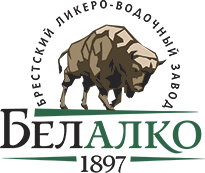 БРЕСТСКИЙ ЛИКЕРО-ВОДОЧНЫЙ ЗАВОД
БЕЛАЛКО
1897